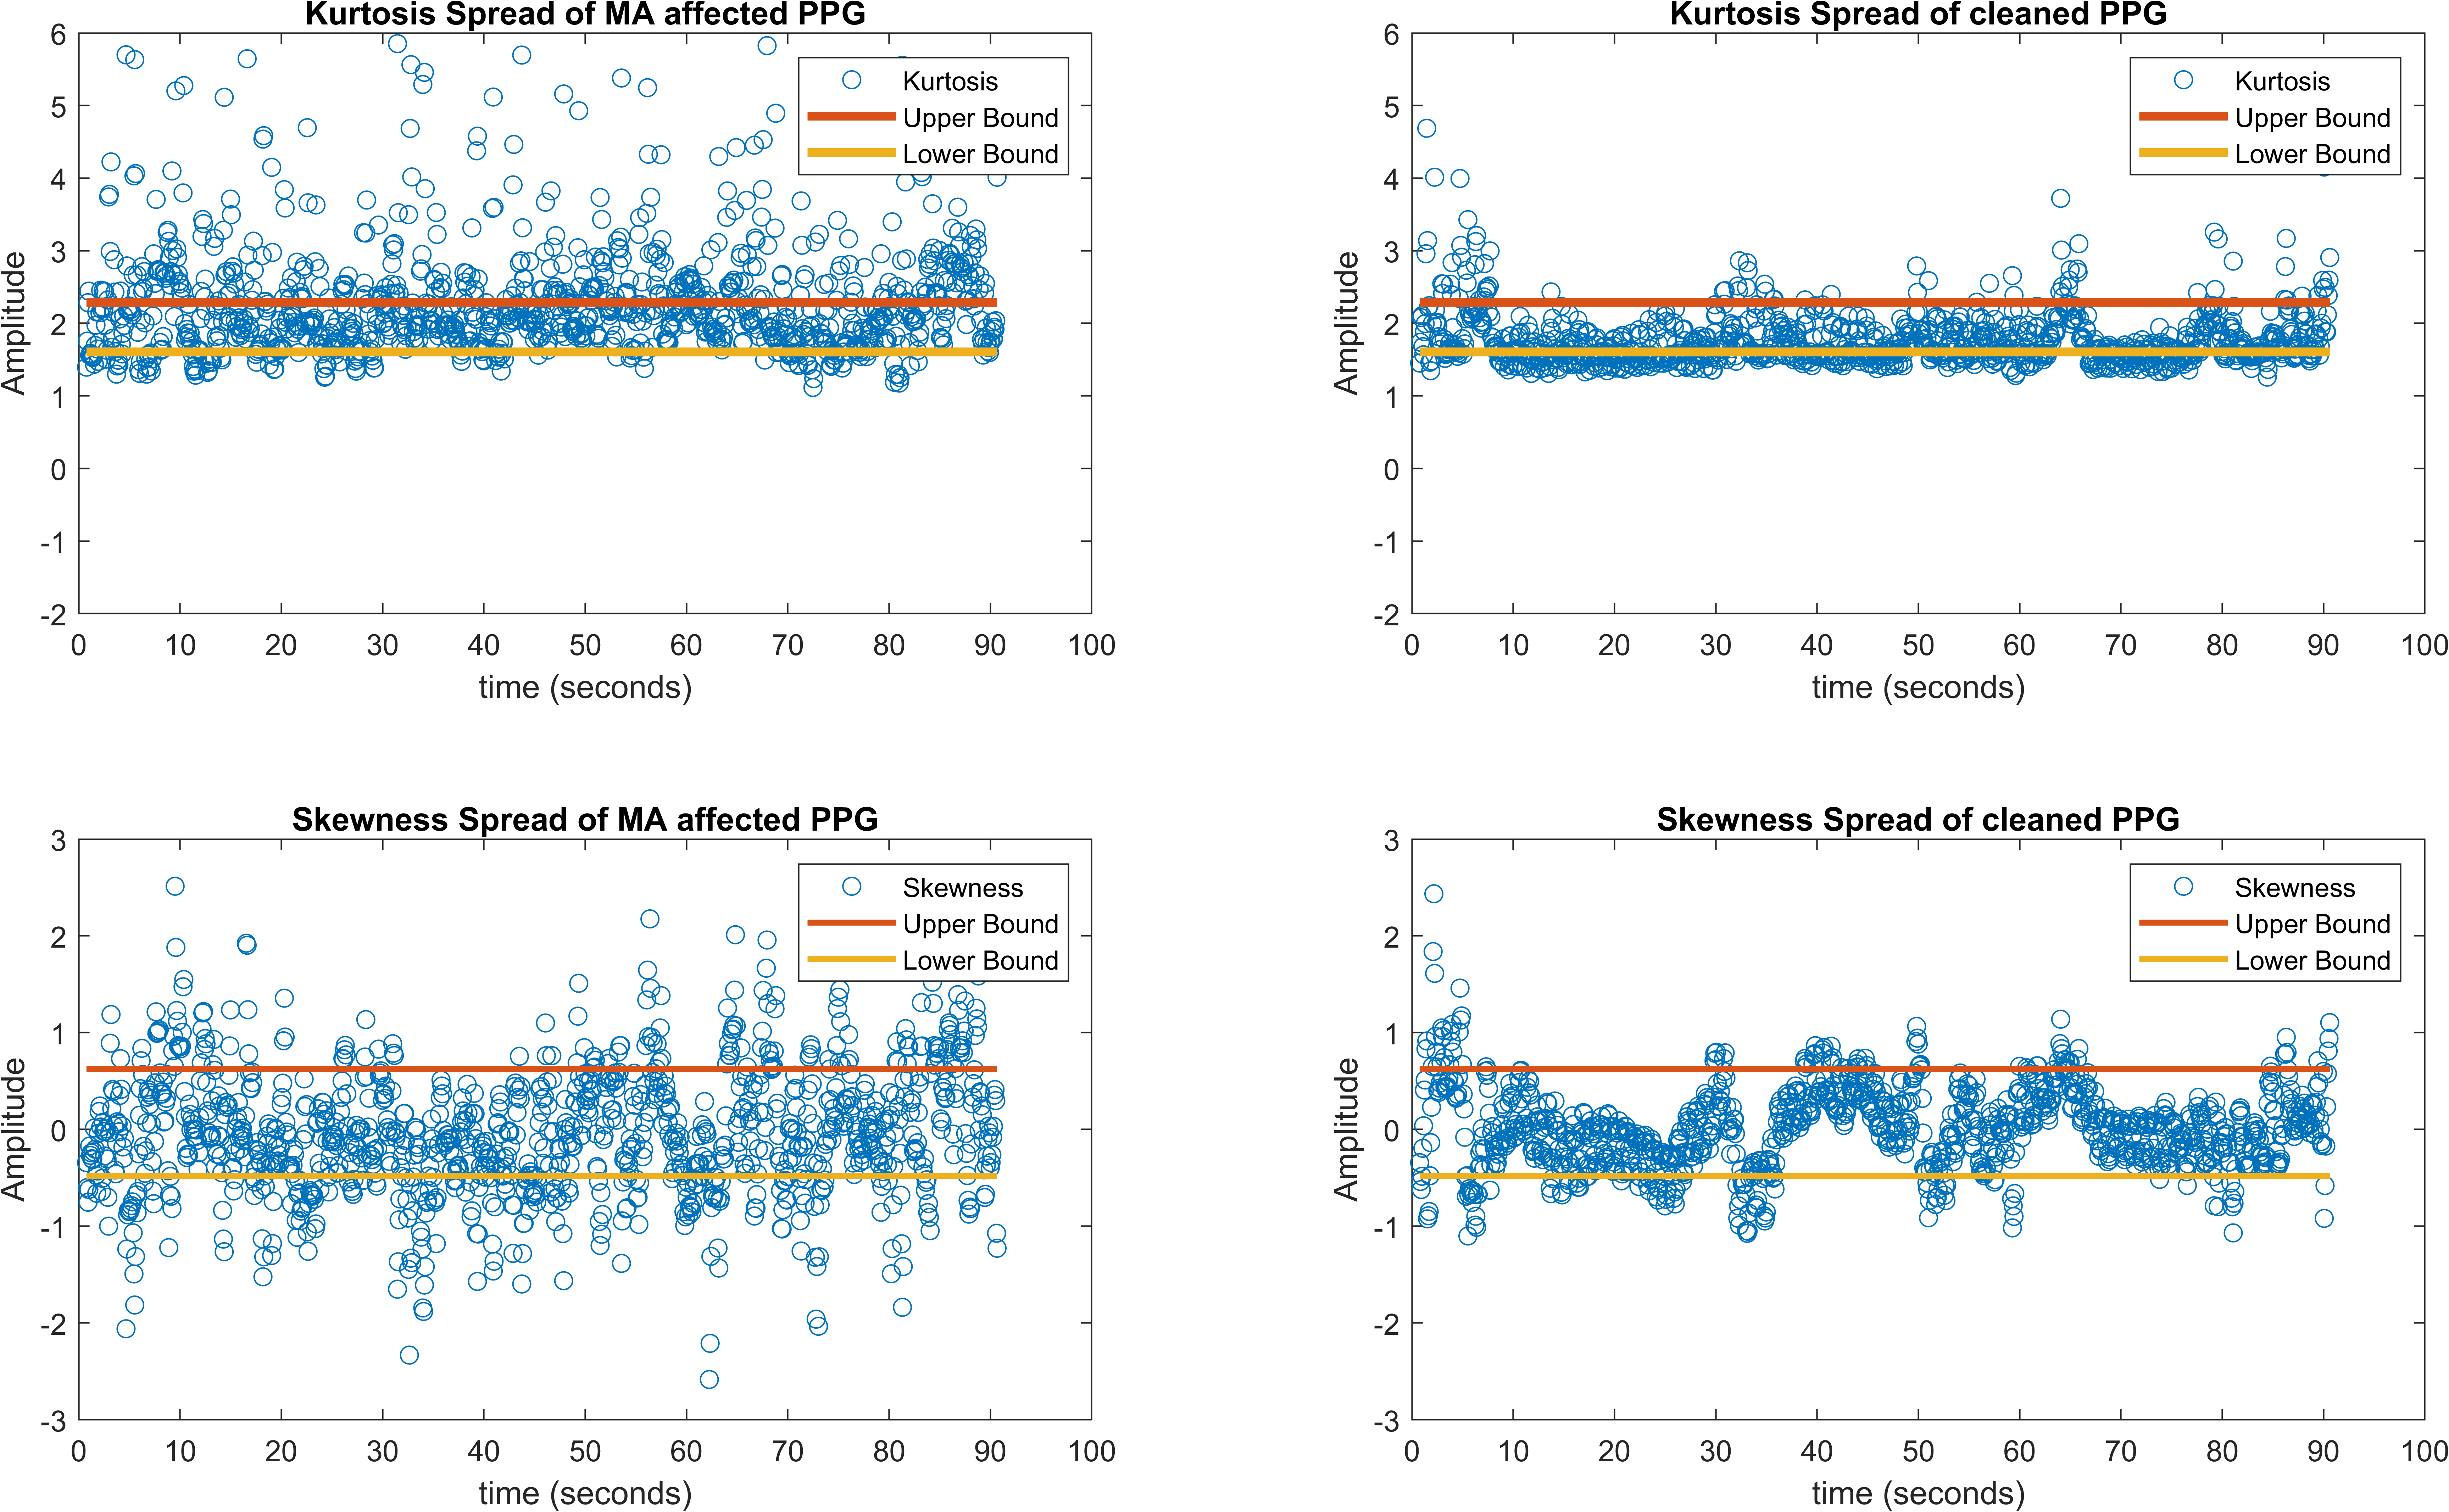 Kurtosis Spread of MA affected PPG
6
5
4
3
2
1
0
-1
-2
Amplitude
Kurtosis
Upper Bound
Lower Bound
0 10 20 30 40 50 60 70 80 90 100
time (seconds)
Kurtosis Spread of cleaned PPG
6
5
4
3
2
1
0
-1
-2
Amplitude
Kurtosis
Upper Bound
Lower Bound
0 10 20 30 40 50 60 70 80 90 100
time (seconds)
Skewness Spread of MA affected PPG
3
2
1
0
-1
-2
-3
Amplitude
Skewness
Upper Bound
Lower Bound
0 10 20 30 40 50 60 70 80 90 100
time (seconds)
Skewness Spread of cleaned PPG
3
2
1
0
-1
-2
-3
Amplitude
Skewness
Upper Bound
Lower Bound
0 10 20 30 40 50 60 70 80 90 100
time (seconds)